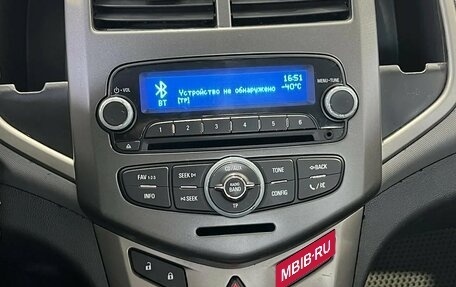 16:51
Устройство не обнаружено -40°C
BT [TP]
⏻ - VOL
MENU-TUNE
1 2 3 4 5 6
CD/AUX
FAV 1-2-3
SEEK
TONE
BACK
RADIO BAND
INFO
SEEK
CONFIG
TP
MBIB.RU